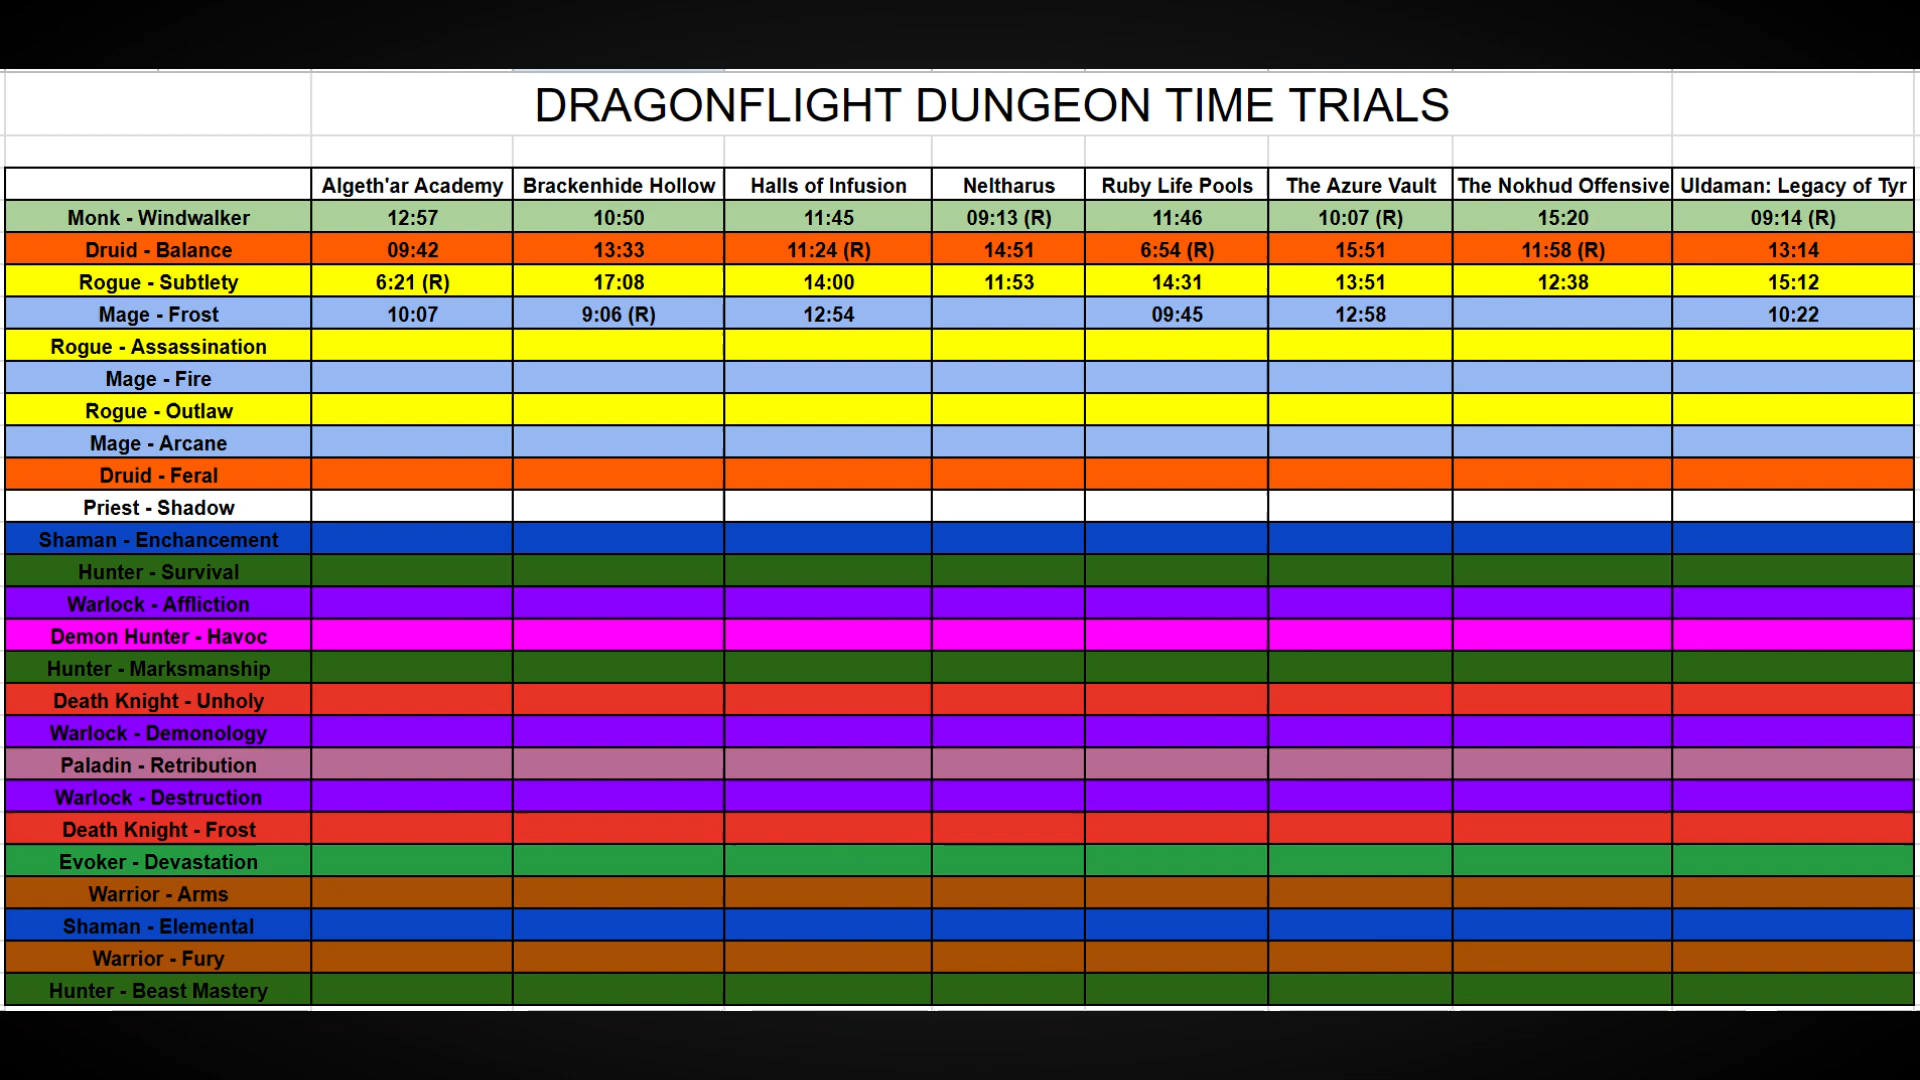 DRAGONFLIGHT DUNGEON TIME TRIALS
Algeth'ar Academy Brackenhide Hollow Halls of Infusion Neltharus Ruby Life Pools The Azure Vault The Nokhud Offensive Uldaman: Legacy of Tyr
Monk - Windwalker 12:57 10:50 11:45 09:13 (R) 11:46 10:07 (R) 15:20 09:14 (R)
Druid - Balance 09:42 13:33 11:24 (R) 14:51 6:54 (R) 15:51 11:58 (R) 13:14
Rogue - Subtlety 6:21 (R) 17:08 14:00 11:53 14:31 13:51 12:38 15:12
Mage - Frost 10:07 9:06 (R) 12:54 09:45 12:58 10:22
Rogue - Assassination
Mage - Fire
Rogue - Outlaw
Mage - Arcane
Druid - Feral
Priest - Shadow
Shaman - Enchancement
Hunter - Survival
Warlock - Affliction
Demon Hunter - Havoc
Hunter - Marksmanship
Death Knight - Unholy
Warlock - Demonology
Paladin - Retribution
Warlock - Destruction
Death Knight - Frost
Evoker - Devastation
Warrior - Arms
Shaman - Elemental
Warrior - Fury
Hunter - Beast Mastery